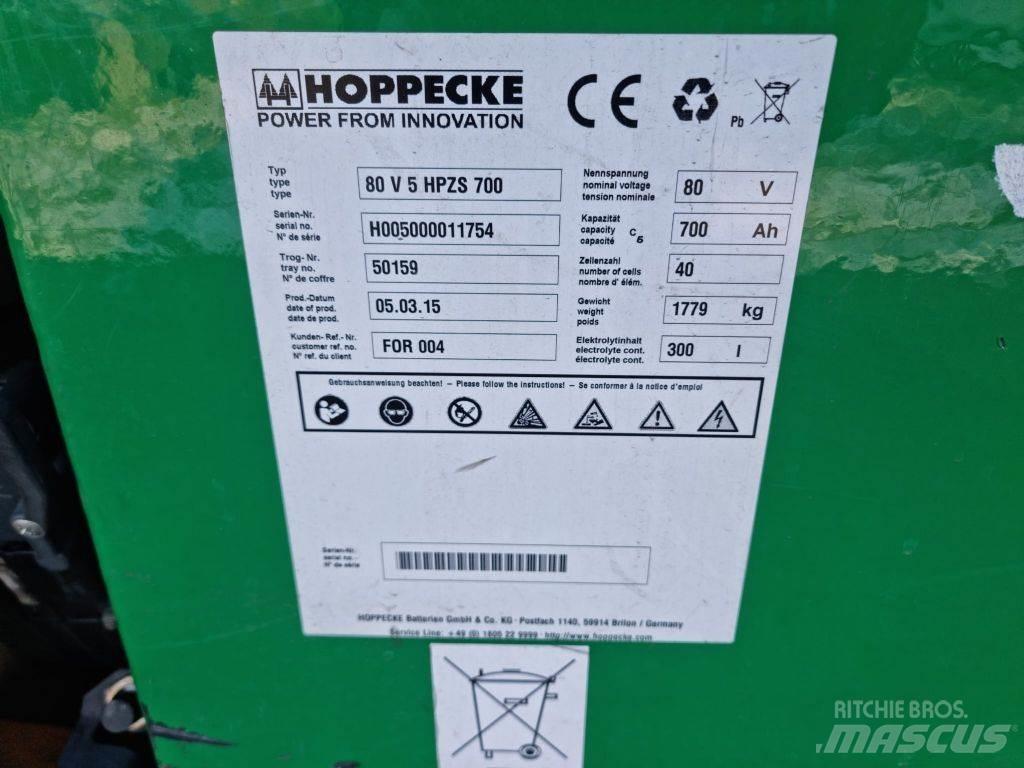 HOPPECKE
POWER FROM INNOVATION
CE
Pb
Typ
type
type
80 V 5 HPZS 700
Serien-Nr.
serial no.
N° de série
H005000011754
Trog- Nr.
tray no.
N° de coffre
50159
Prod.-Datum
date of prod.
date de prod.
05.03.15
Kunden- Ref.- Nr.
customer ref. no.
N° ref. du client
FOR 004
Nennspannung
nominal voltage
tension nominale
80 V
Kapazität
capacity
capacité
C5
700 Ah
Zellenzahl
number of cells
nombre d' élém.
40
Gewicht
weight
poids
1779 kg
Elektrolytinhalt
electrolyte cont.
électrolyte cont.
300 l
Gebrauchsanweisung beachten! – Please follow the instructions! – Se conformer à la notice d'emploi
Serien-Nr.
serial no.
N° de série
HOPPECKE Batterien GmbH & Co. KG · Postfach 1140, 59914 Brilon / Germany
Service Line: +49 (0) 1805 22 9999 · http://www.hoppecke.com
RITCHIE BROS.
MASCUS